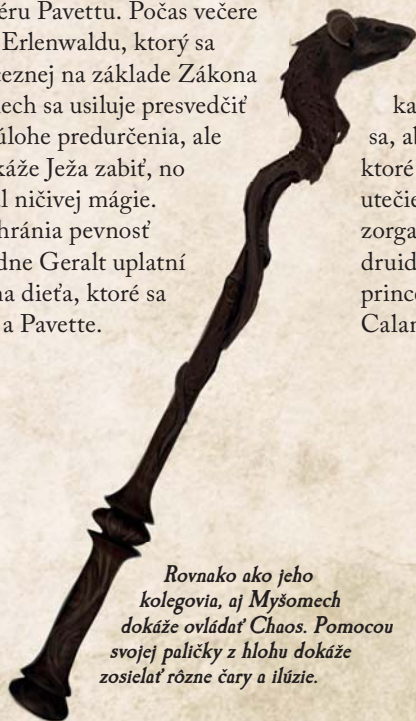 éru Pavettu. Počas večere
Erlenwaldu, ktorý sa
eznej na základe Zákona
ech sa usiluje presvedčiť
úlohe predurčenia, ale
káže Ježa zabiť, no
l ničivej mágie.
hránia pevnosť
dne Geralt uplatní
na dieťa, ktoré sa
a Pavette.
ka
sa, ab
ktoré
utečie
zorga
druid
prince
Calan
Rovnako ako jeho
kolegovia, aj Myšomech
dokáže ovládať Chaos. Pomocou
svojej paličky z hlohu dokáže
zosielať rôzne čary a ilúzie.